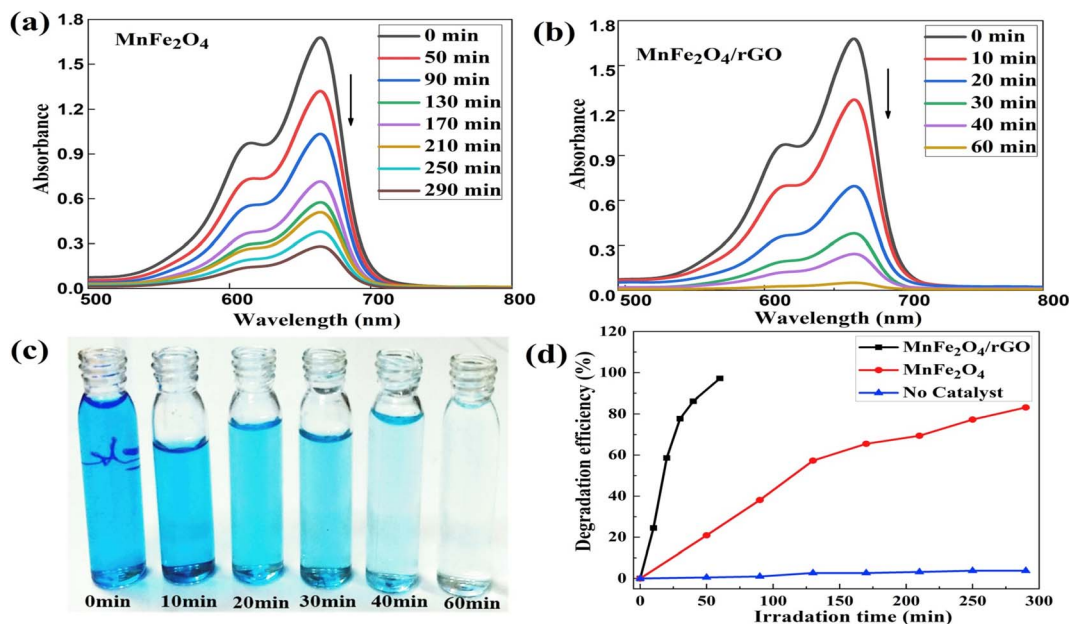 (a)
MnFe₂O₄
0 min
50 min
90 min
130 min
170 min
210 min
250 min
290 min
Absorbance
1.8
1.5
1.2
0.9
0.6
0.3
0.0
500 600 700 800
Wavelength (nm)
(b)
MnFe₂O₄/rGO
0 min
10 min
20 min
30 min
40 min
60 min
Absorbance
1.8
1.5
1.2
0.9
0.6
0.3
0.0
500 600 700 800
Wavelength (nm)
(c)
0min 10min 20min 30min 40min 60min
(d)
MnFe₂O₄/rGO
MnFe₂O₄
No Catalyst
Degradation efficiency (%)
120
100
80
60
40
20
0
0 50 100 150 200 250 300
Irradation time (min)